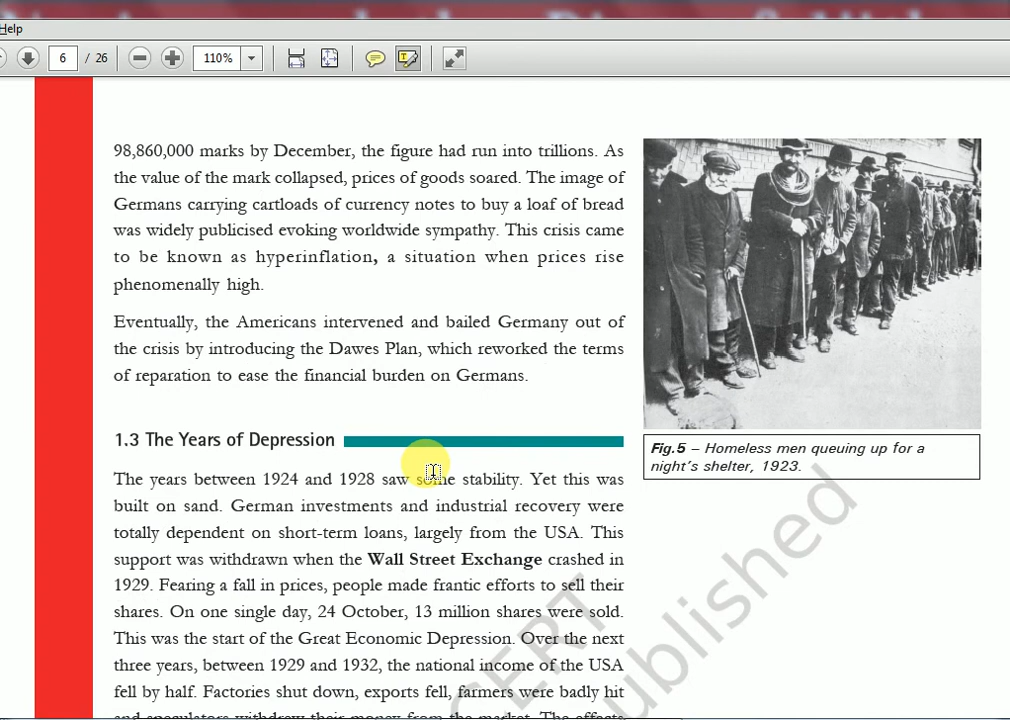 Help
6 / 26
110%
98,860,000 marks by December, the figure had run into trillions. As
the value of the mark collapsed, prices of goods soared. The image of
Germans carrying cartloads of currency notes to buy a loaf of bread
was widely publicised evoking worldwide sympathy. This crisis came
to be known as hyperinflation, a situation when prices rise
phenomenally high.
Eventually, the Americans intervened and bailed Germany out of
the crisis by introducing the Dawes Plan, which reworked the terms
of reparation to ease the financial burden on Germans.
Fig.5 – Homeless men queuing up for a
night's shelter, 1923.
1.3 The Years of Depression
The years between 1924 and 1928 saw some stability. Yet this was
built on sand. German investments and industrial recovery were
totally dependent on short-term loans, largely from the USA. This
support was withdrawn when the Wall Street Exchange crashed in
1929. Fearing a fall in prices, people made frantic efforts to sell their
shares. On one single day, 24 October, 13 million shares were sold.
This was the start of the Great Economic Depression. Over the next
three years, between 1929 and 1932, the national income of the USA
fell by half. Factories shut down, exports fell, farmers were badly hit
and speculators withdrew their money from the market. The effects